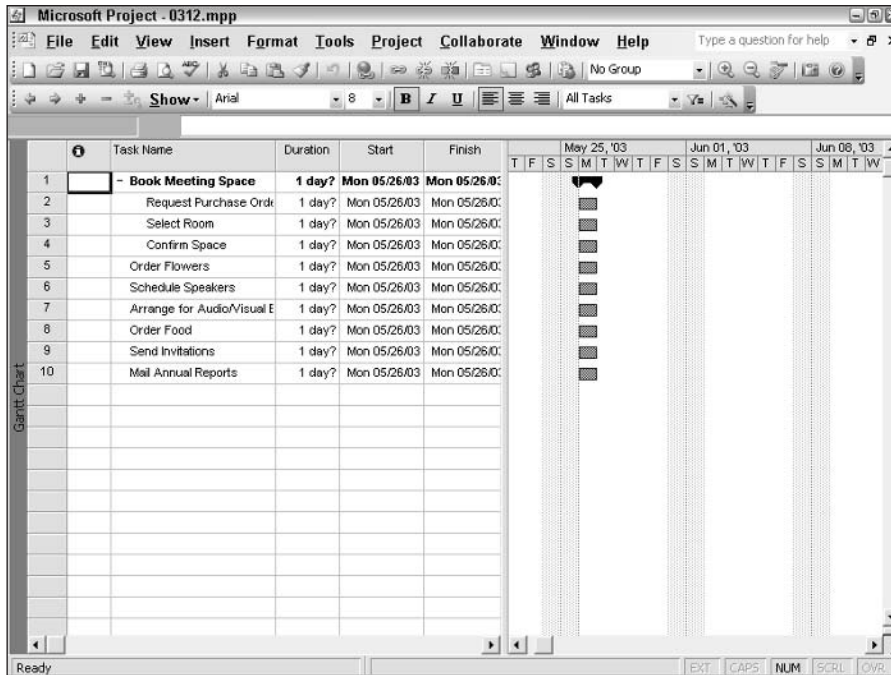 Microsoft Project - 0312.mpp
File Edit View Insert Format Tools Project Collaborate Window Help Type a question for help
No Group
Show Arial 8 B I U All Tasks
Task Name Duration Start Finish May 25, '03 Jun 01, '03 Jun 08, '03
T F S S M T W T F S S M T W T F S S M T W
1 − Book Meeting Space 1 day? Mon 05/26/03 Mon 05/26/03
2 Request Purchase Orde 1 day? Mon 05/26/03 Mon 05/26/0
3 Select Room 1 day? Mon 05/26/03 Mon 05/26/0
4 Confirm Space 1 day? Mon 05/26/03 Mon 05/26/0
5 Order Flowers 1 day? Mon 05/26/03 Mon 05/26/0
6 Schedule Speakers 1 day? Mon 05/26/03 Mon 05/26/0
7 Arrange for Audio/Visual E 1 day? Mon 05/26/03 Mon 05/26/0
8 Order Food 1 day? Mon 05/26/03 Mon 05/26/0
9 Send Invitations 1 day? Mon 05/26/03 Mon 05/26/0
10 Mail Annual Reports 1 day? Mon 05/26/03 Mon 05/26/0
Gantt Chart
Ready EXT CAPS NUM SCRL OVR